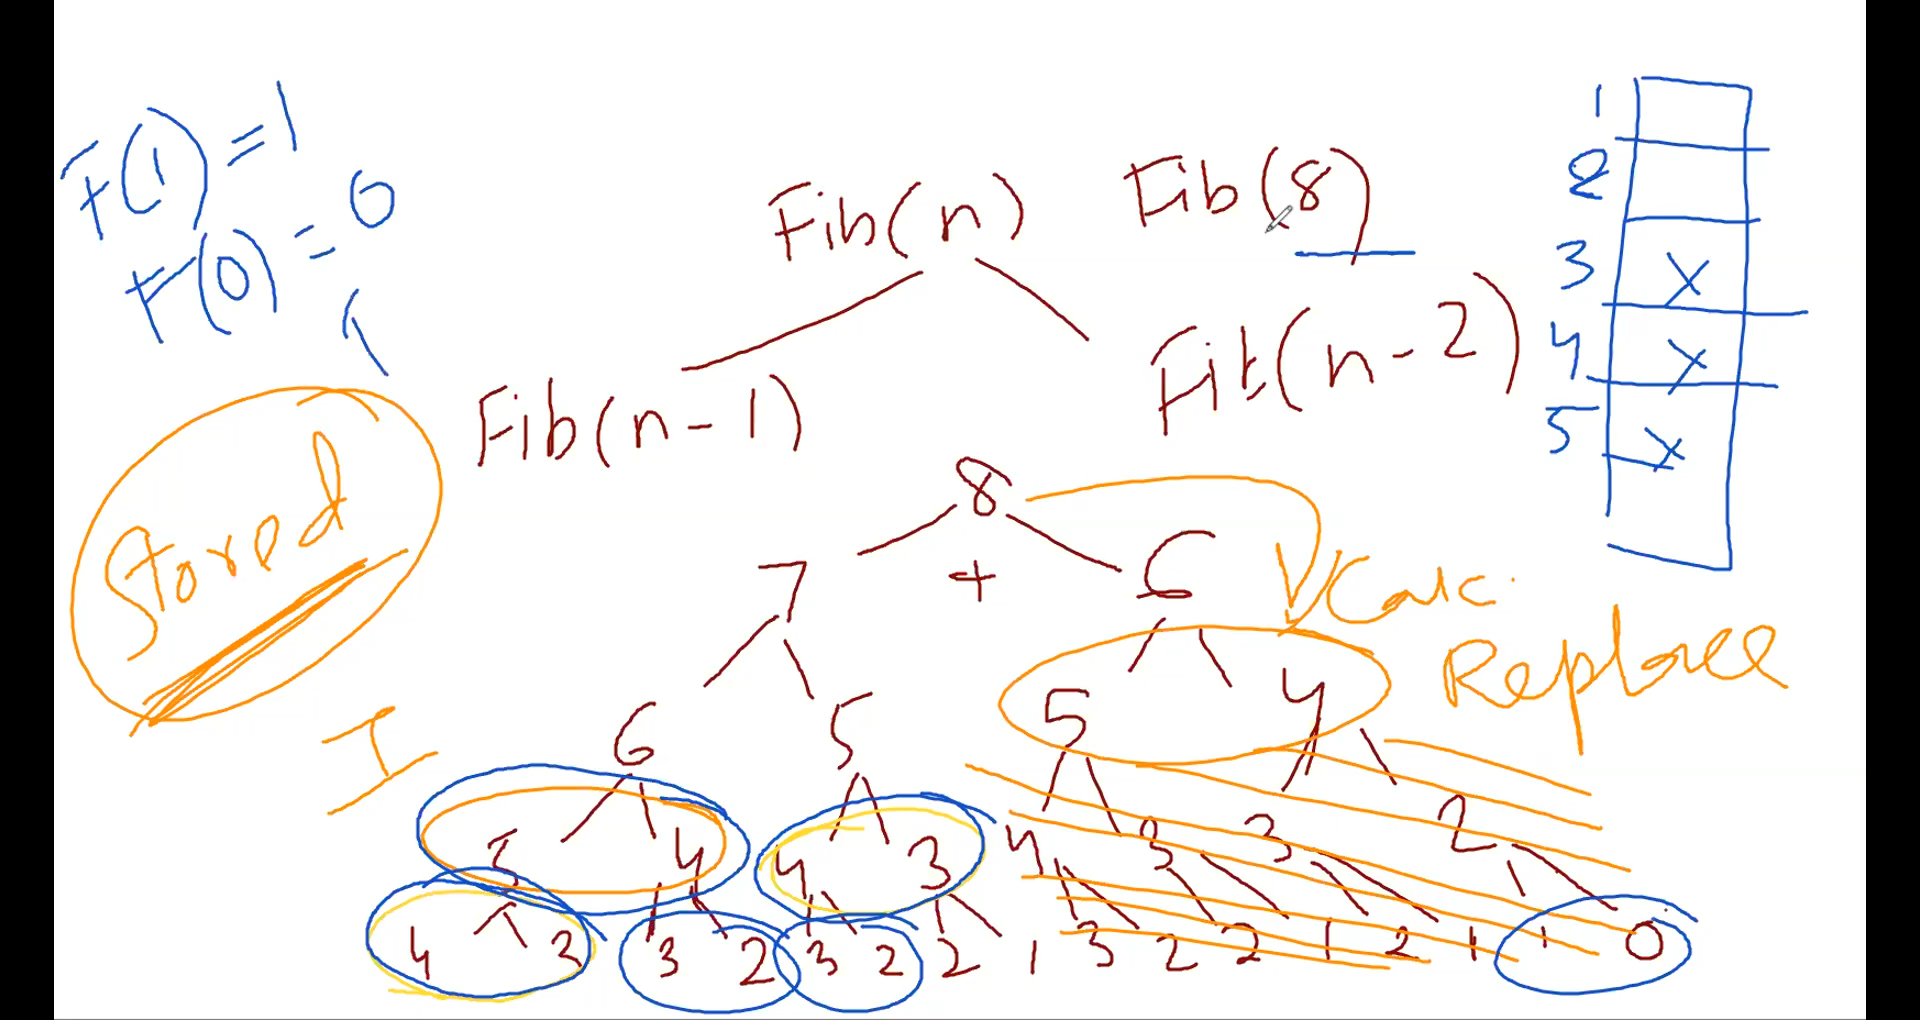 F(1) = 1
F(0) = 0
Fib(n)
Fib(8)
Fib(n-1)
Fib(n-2)
1
2
3 X
4 X
5 X
Stored
I
8
7 + 6
Calc.
Replace
6 5 5 4
5 4 4 3 4 3 3 2
4 3 3 2 3 2 2 1 3 2 2 1 2 1 1 0